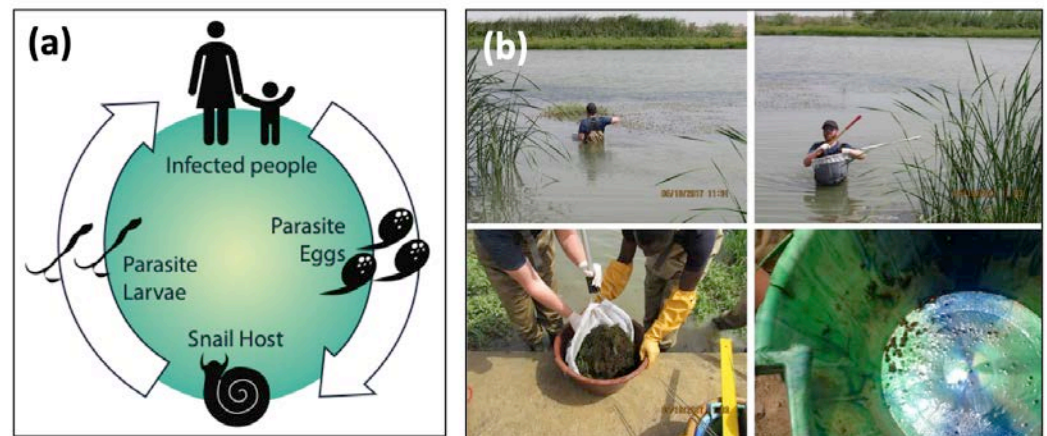 (a)
Infected people
Parasite
Eggs
Parasite
Larvae
Snail Host
(b)